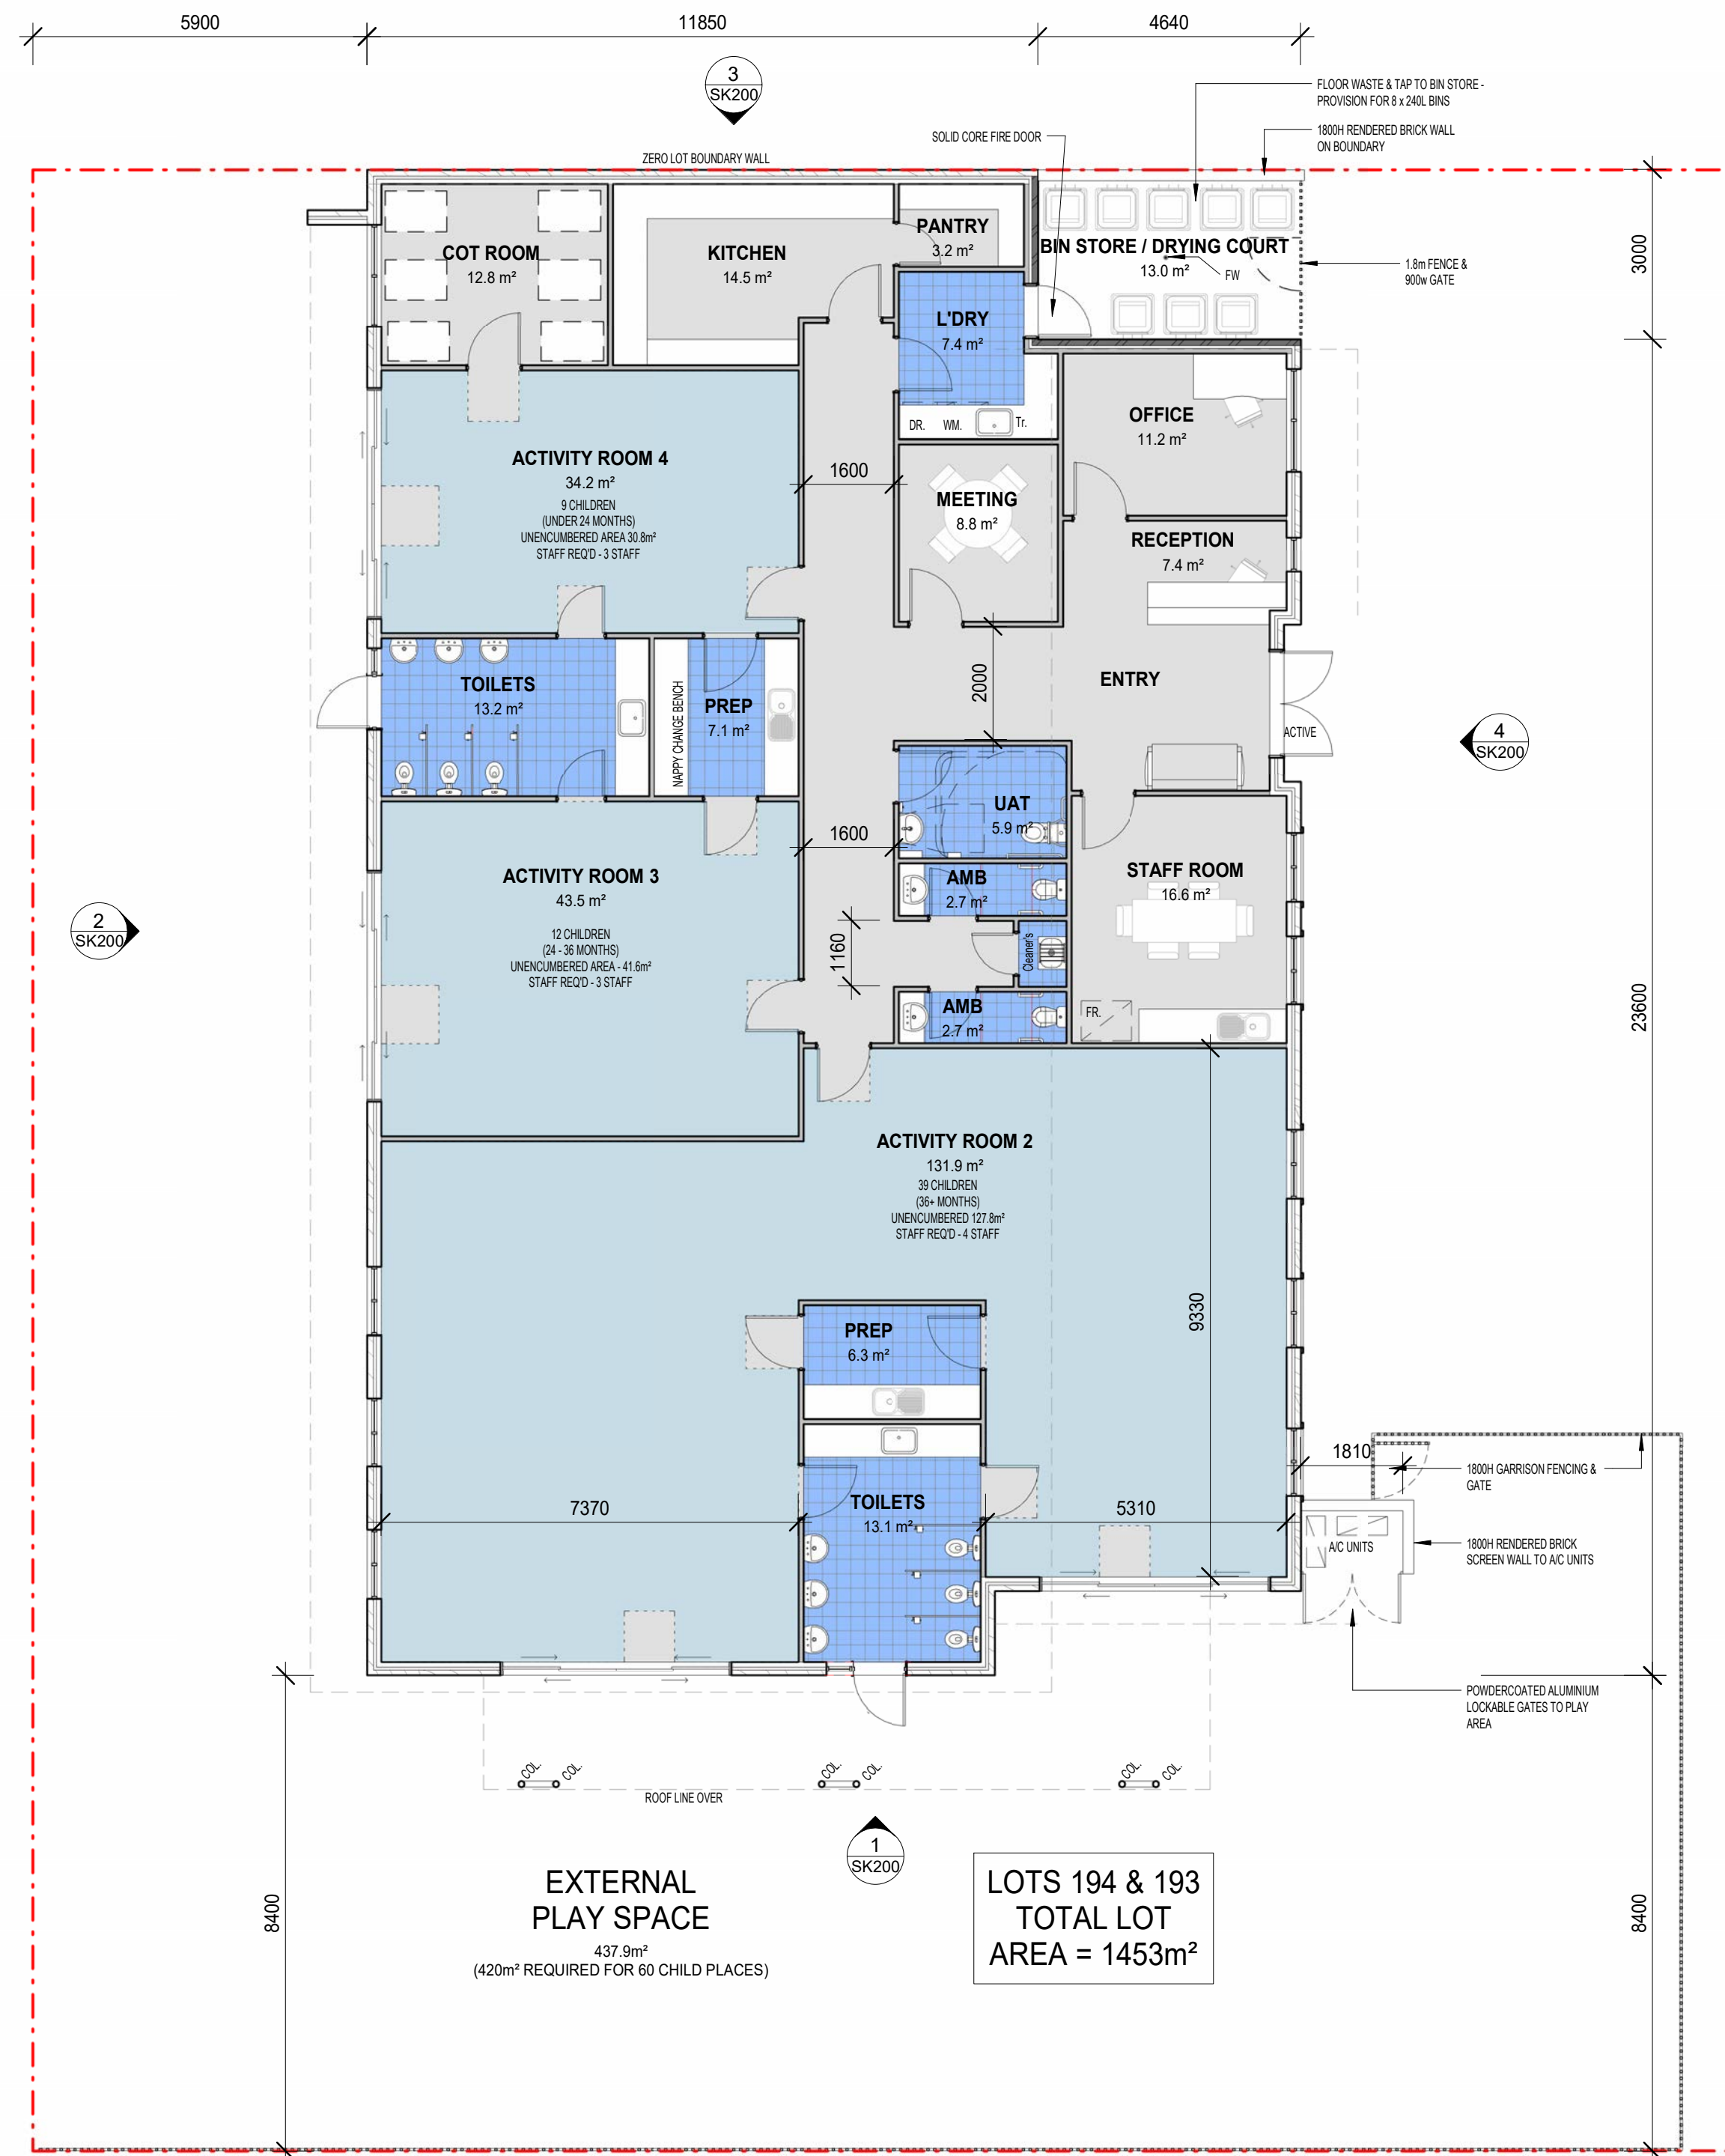 5900
11850
4640
3
SK200
FLOOR WASTE & TAP TO BIN STORE -
PROVISION FOR 8 x 240L BINS
SOLID CORE FIRE DOOR
1800H RENDERED BRICK WALL
ON BOUNDARY
ZERO LOT BOUNDARY WALL
COT ROOM
12.8 m²
KITCHEN
14.5 m²
PANTRY
3.2 m²
BIN STORE / DRYING COURT
13.0 m²
FW
1.8m FENCE &
900w GATE
3000
L'DRY
7.4 m²
DR.
WM.
Tr.
OFFICE
11.2 m²
ACTIVITY ROOM 4
34.2 m²
9 CHILDREN
(UNDER 24 MONTHS)
UNENCUMBERED AREA 30.8m²
STAFF REQ'D - 3 STAFF
1600
MEETING
8.8 m²
RECEPTION
7.4 m²
TOILETS
13.2 m²
NAPPY CHANGE BENCH
PREP
7.1 m²
2000
ENTRY
ACTIVE
4
SK200
UAT
5.9 m²
1600
ACTIVITY ROOM 3
43.5 m²
12 CHILDREN
(24 - 36 MONTHS)
UNENCUMBERED AREA - 41.6m²
STAFF REQ'D - 3 STAFF
AMB
2.7 m²
STAFF ROOM
16.6 m²
2
SK200
1160
Cleaner's
AMB
2.7 m²
FR.
23600
ACTIVITY ROOM 2
131.9 m²
39 CHILDREN
(36+ MONTHS)
UNENCUMBERED 127.8m²
STAFF REQ'D - 4 STAFF
9330
PREP
6.3 m²
1810
1800H GARRISON FENCING &
GATE
7370
TOILETS
13.1 m²
5310
A/C UNITS
1800H RENDERED BRICK
SCREEN WALL TO A/C UNITS
POWDERCOATED ALUMINIUM
LOCKABLE GATES TO PLAY
AREA
COL.
COL.
COL.
COL.
COL.
COL.
ROOF LINE OVER
1
SK200
8400
EXTERNAL
PLAY SPACE
437.9m²
(420m² REQUIRED FOR 60 CHILD PLACES)
LOTS 194 & 193
TOTAL LOT
AREA = 1453m²
8400